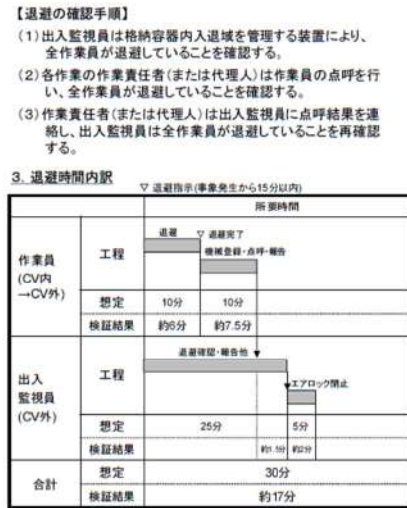 【退避の確認手順】
(1)出入監視員は格納容器内入退域を管理する装置により、
全作業員が退避していることを確認する。
(2)各作業の作業責任者(または代理人)は作業員の点呼を行
い、全作業員が退避していることを確認する。
(3)作業責任者(または代理人)は出入監視員に点呼結果を連
絡し、出入監視員は全作業員が退避していることを再確認
する。
3. 退避時間内訳
▽ 退避指示(事象発生から15分以内)
所要時間
作業員
(CV内
→CV外)
工程
退避
▽ 退避完了
機械登録・点呼・報告
想定
10分
10分
検証結果
約6分
約7.5分
出入
監視員
(CV外)
工程
退避確認・報告他
エアロック閉止
想定
25分
5分
検証結果
約1.5分
約2分
合計
想定
30分
検証結果
約17分